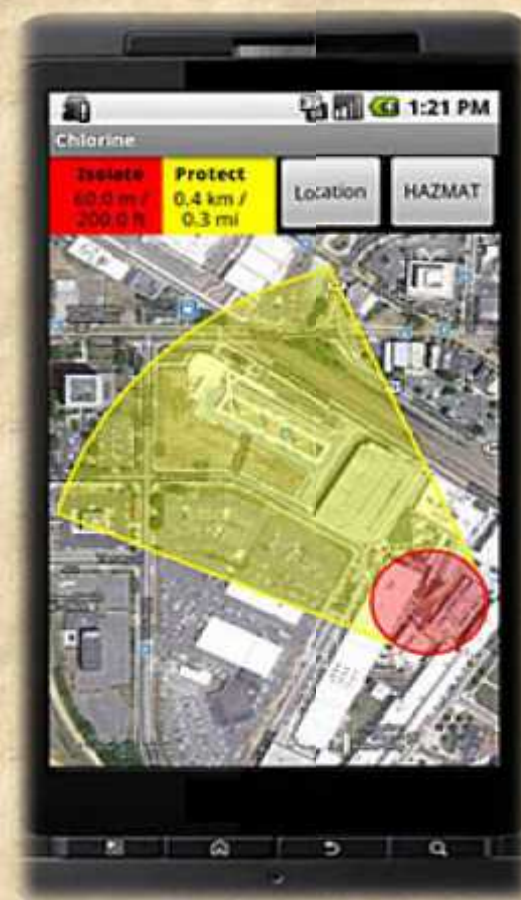 1:21 PM
Chlorine
Isolate
60.0 m /
200.0 ft
Protect
0.4 km /
0.3 mi
Location
HAZMAT